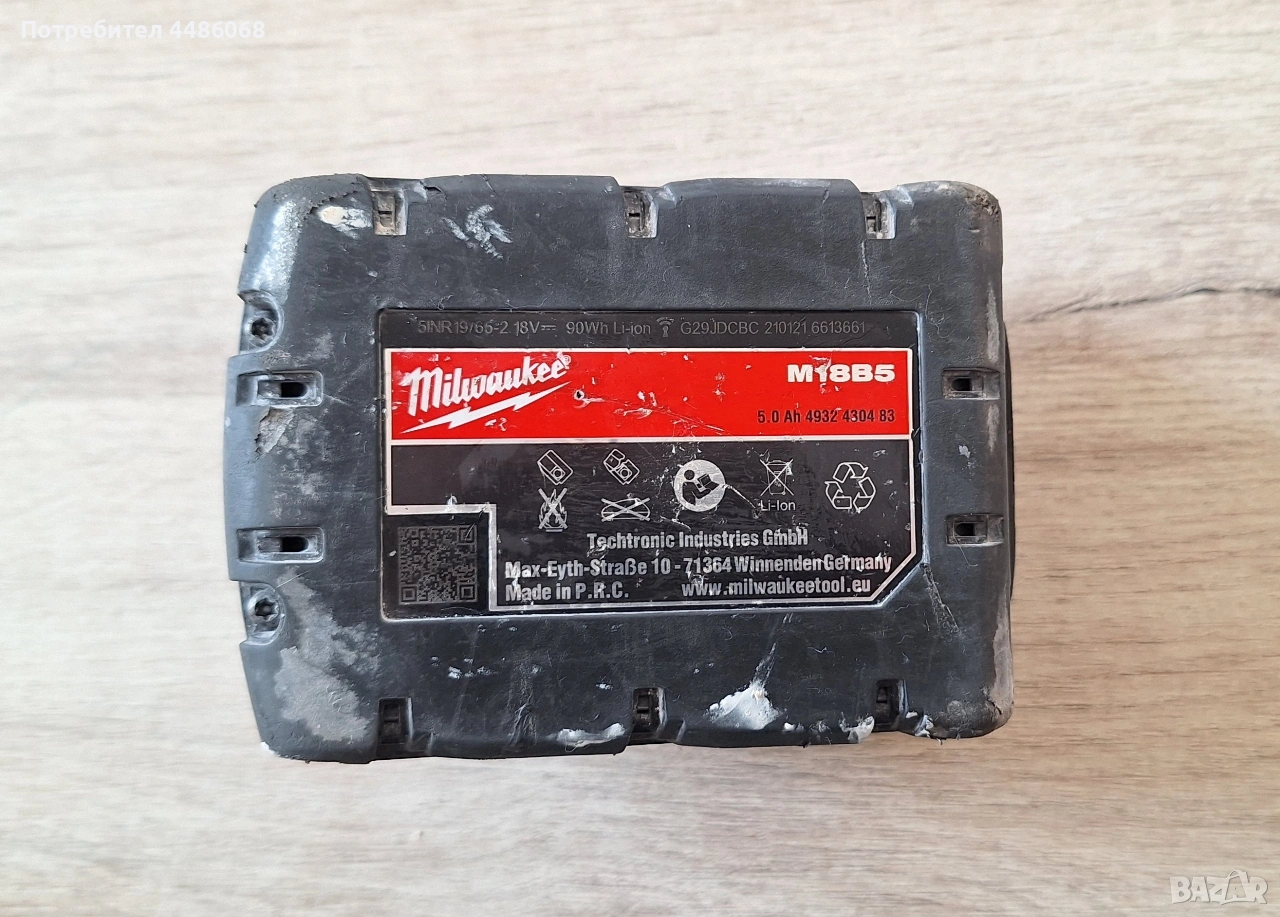 Потребител 4486068
5INR19/65-2 18V 90Wh Li-ion G29JDCBC 210121 6613661
Milwaukee®
M18B5
5.0 Ah 4932 4304 83
Li-Ion
Techtronic Industries GmbH
Max-Eyth-Straße 10 - 71364 Winnenden Germany
Made in P.R.C. www.milwaukeetool.eu
BAZAR